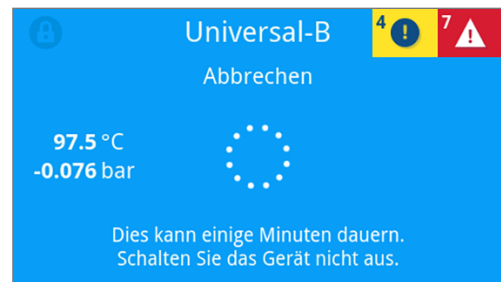 Universal-B
4
7
Abbrechen
97.5 °C
-0.076 bar
Dies kann einige Minuten dauern.
Schalten Sie das Gerät nicht aus.